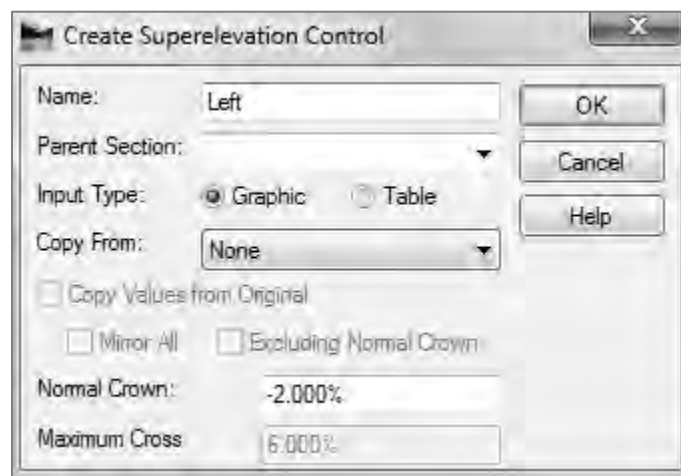 Create Superelevation Control
Name: Left
OK
Parent Section:
Cancel
Input Type: Graphic Table
Help
Copy From: None
Copy Values from Original
Mirror All Excluding Normal Crown
Normal Crown: -2.000%
Maximum Cross 6.000%